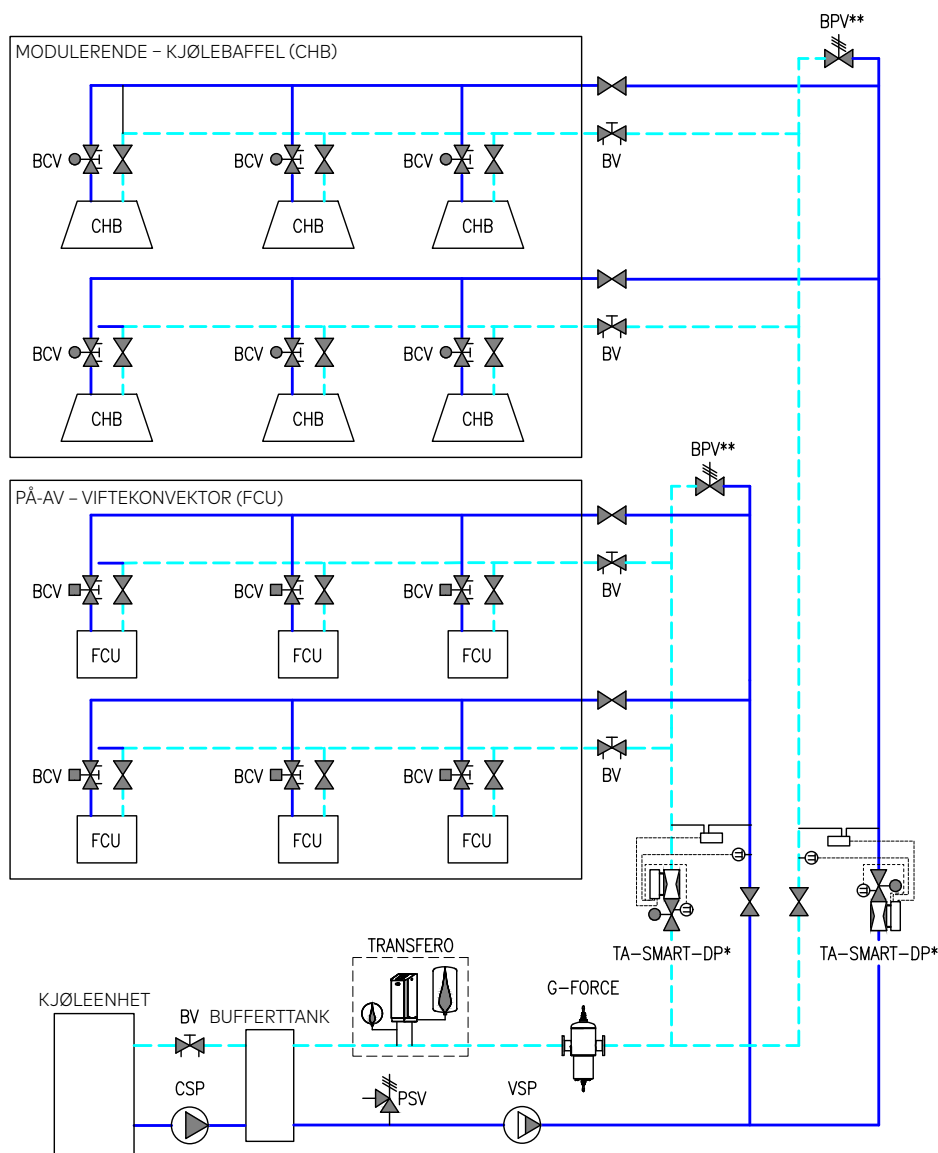 BPV**
MODULERENDE – KJØLEBAFFEL (CHB)
BCV
BCV
BCV
BV
CHB
CHB
CHB
BCV
BCV
BCV
BV
CHB
CHB
CHB
BPV**
PÅ-AV – VIFTEKONVEKTOR (FCU)
BCV
BCV
BCV
BV
FCU
FCU
FCU
BCV
BCV
BCV
BV
FCU
FCU
FCU
TA-SMART-DP*
TA-SMART-DP*
TRANSFERO
G-FORCE
KJØLEENHET
BV
BUFFERTTANK
CSP
PSV
VSP